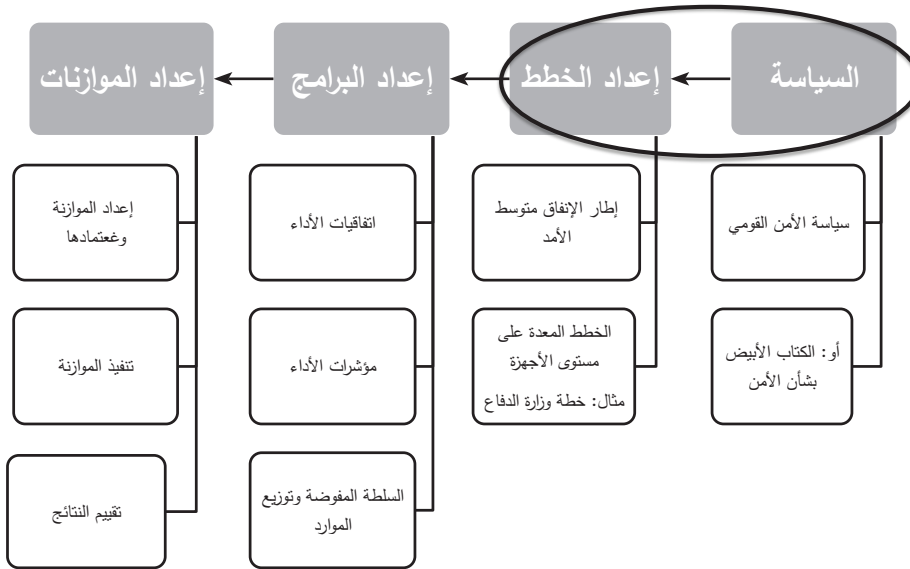 السياسة
إعداد الخطط
إعداد البرامج
إعداد الموازنات
سياسة الأمن القومي
أو: الكتاب الأبيض
بشأن الأمن
إطار الإنفاق متوسط
الأمد
الخطط المعدة على
مستوى الأجهزة
مثال: خطة وزارة الدفاع
اتفاقيات الأداء
مؤشرات الأداء
السلطة المفوضة وتوزيع
الموارد
إعداد الموازنة
وغعتمادها
تنفيذ الموازنة
تقييم النتائج